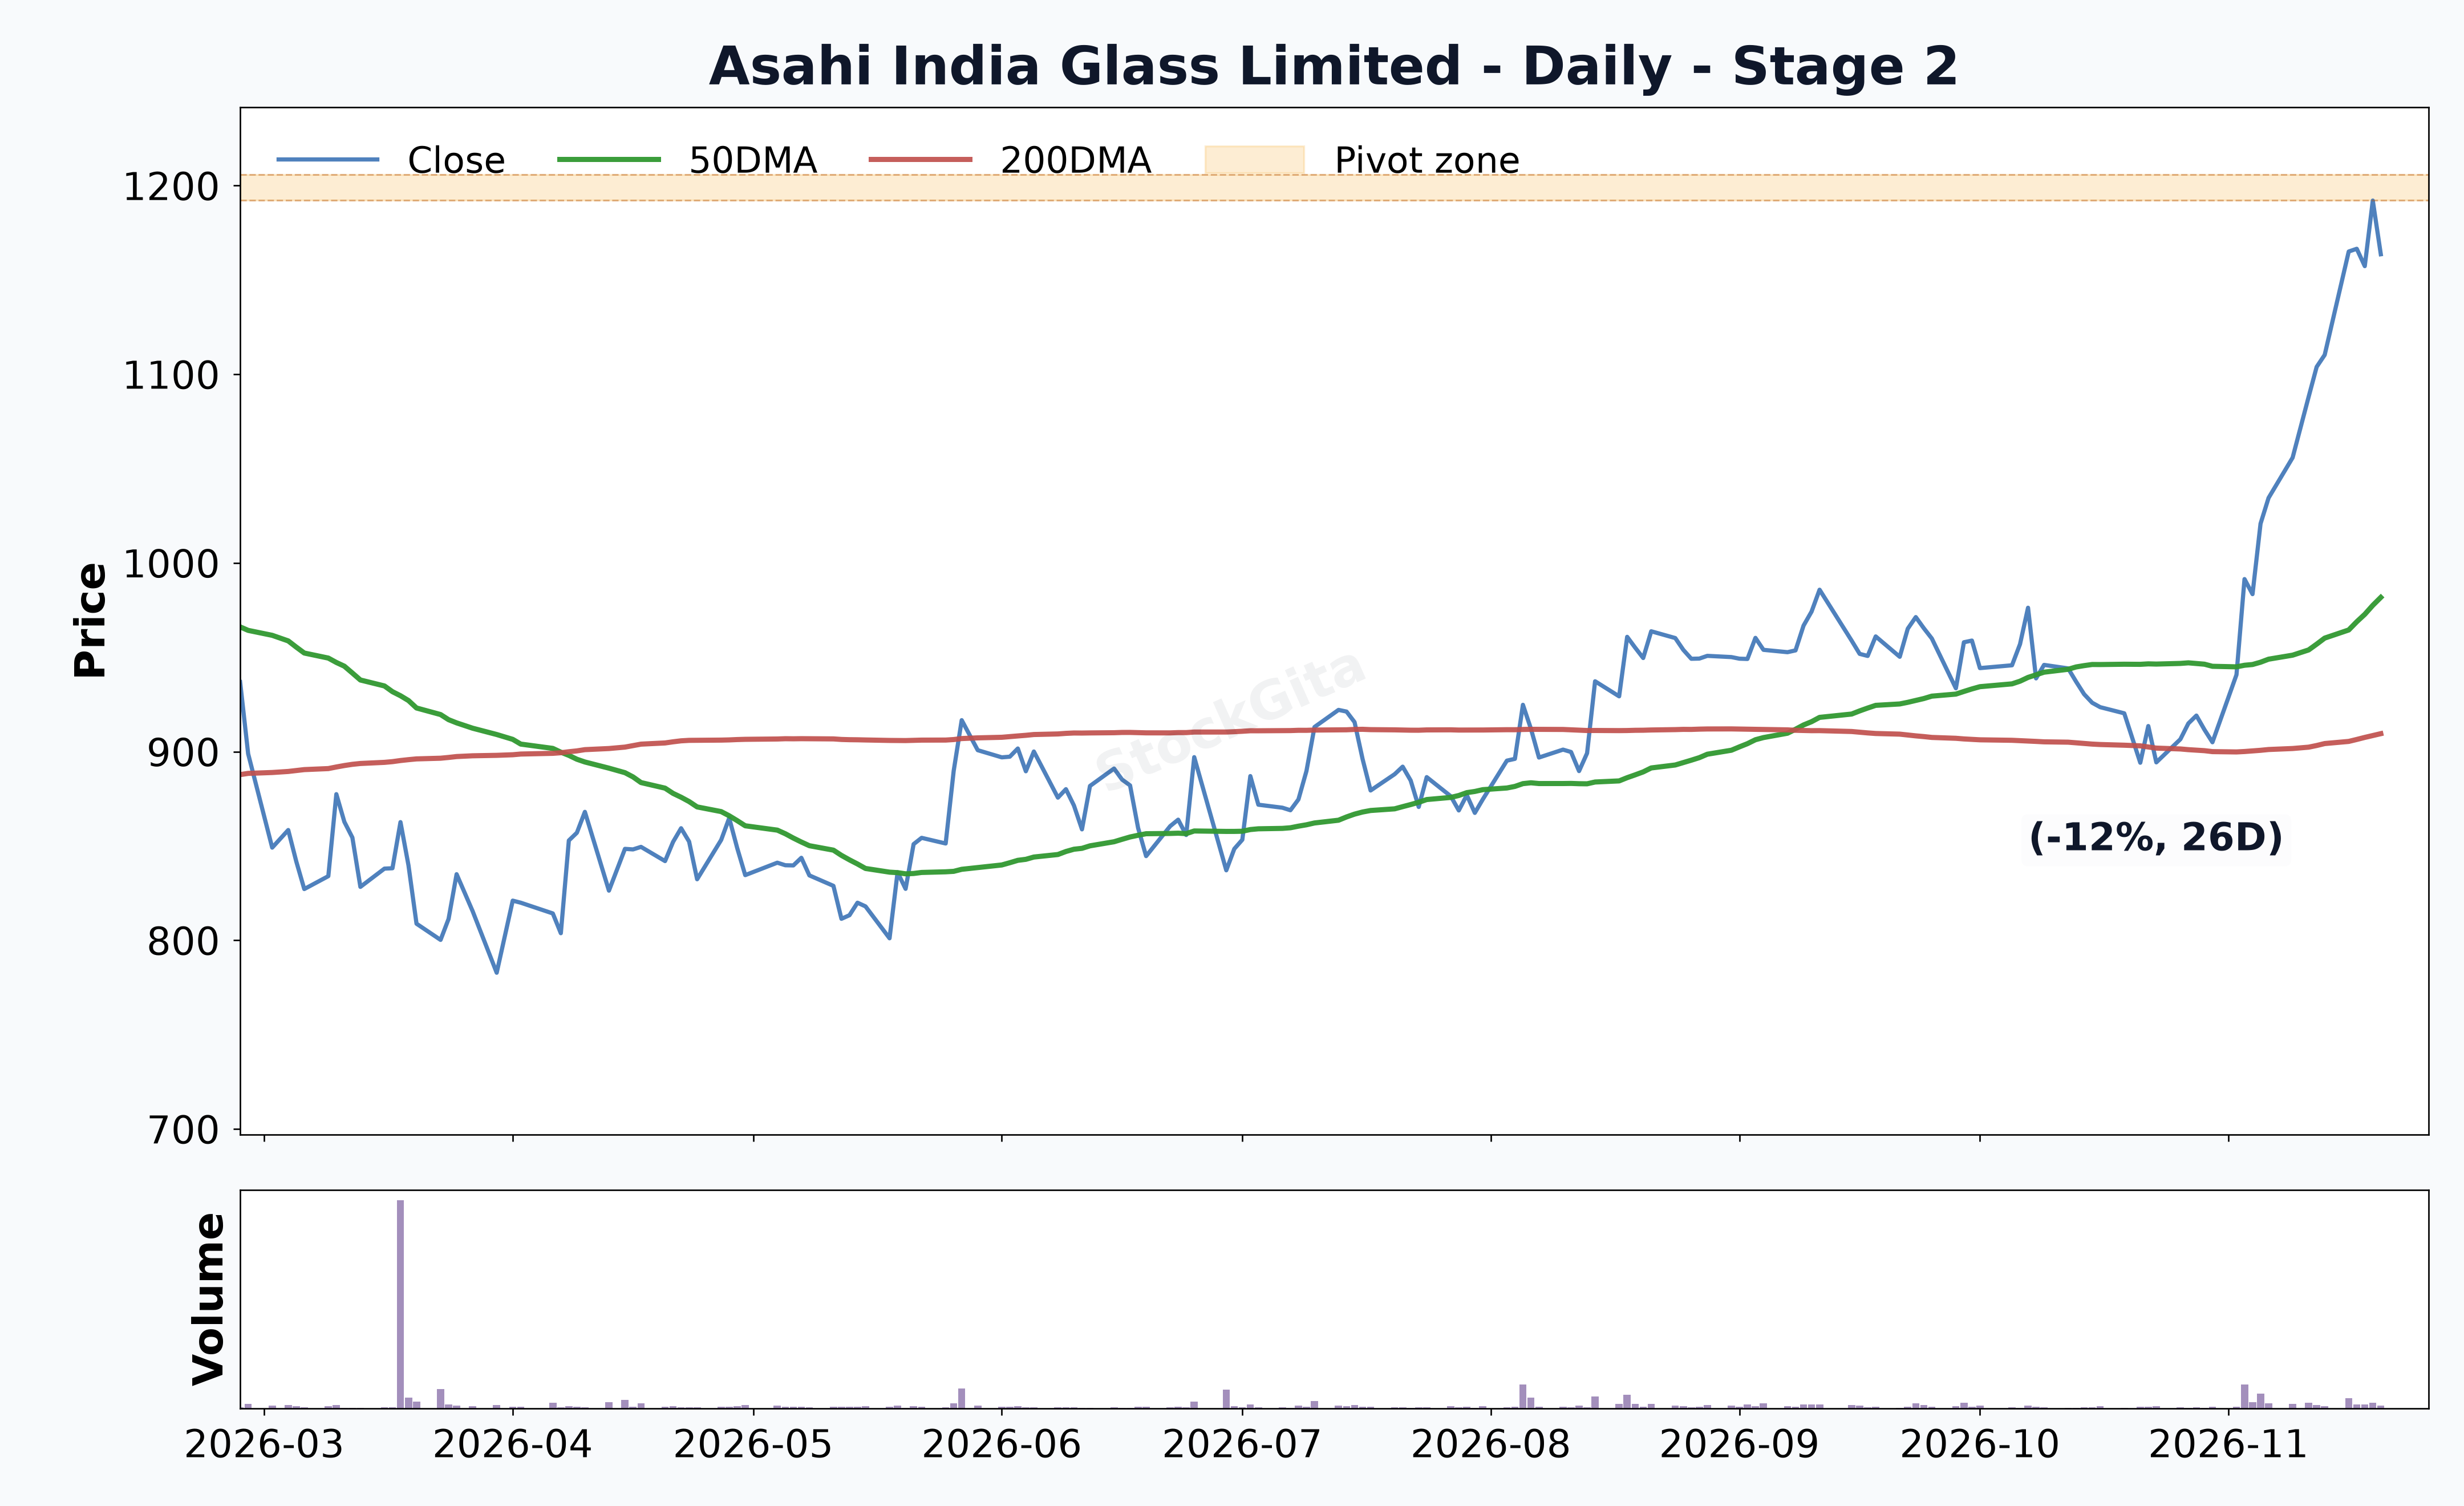 Asahi India Glass Limited - Daily - Stage 2
Close 50DMA 200DMA Pivot zone
1200
1100
1000
900
800
700
Price
StockGita
(-12%, 26D)
Volume
2026-03 2026-04 2026-05 2026-06 2026-07 2026-08 2026-09 2026-10 2026-11